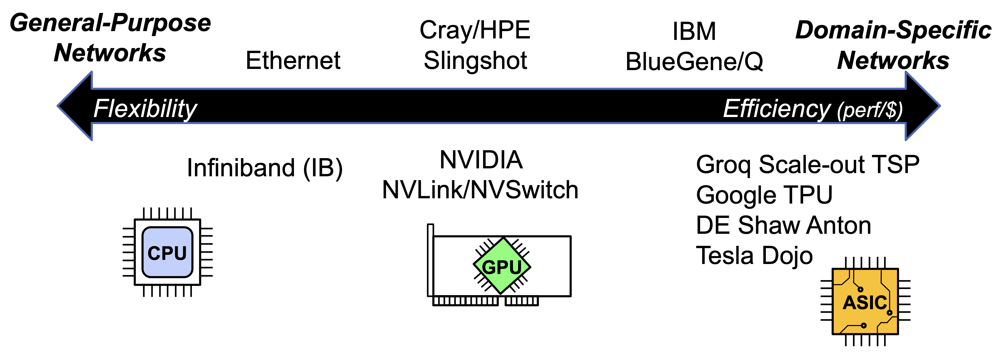 General-Purpose
Networks
Ethernet
Cray/HPE
Slingshot
IBM
BlueGene/Q
Domain-Specific
Networks
Flexibility
Efficiency (perf/$)
Infiniband (IB)
NVIDIA
NVLink/NVSwitch
Groq Scale-out TSP
Google TPU
DE Shaw Anton
Tesla Dojo
CPU
GPU
ASIC